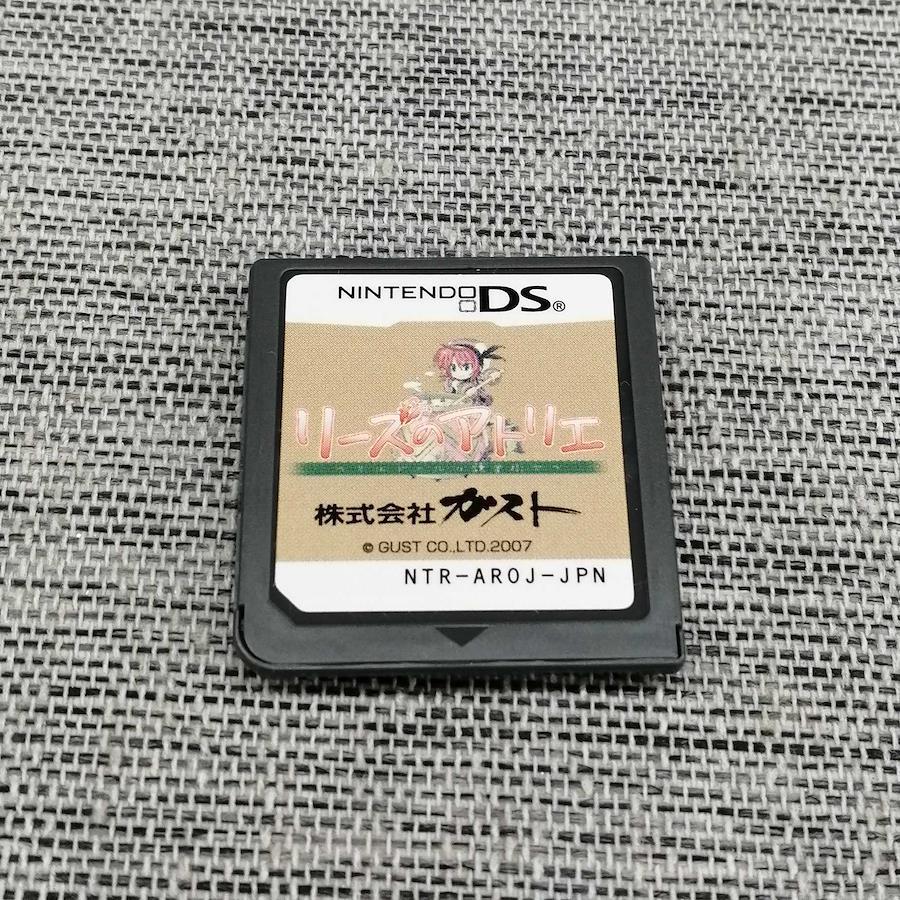 NINTENDO DS®
リーズのアトリエ
株式会社ガスト
© GUST CO.,LTD.2007
NTR-AROJ-JPN